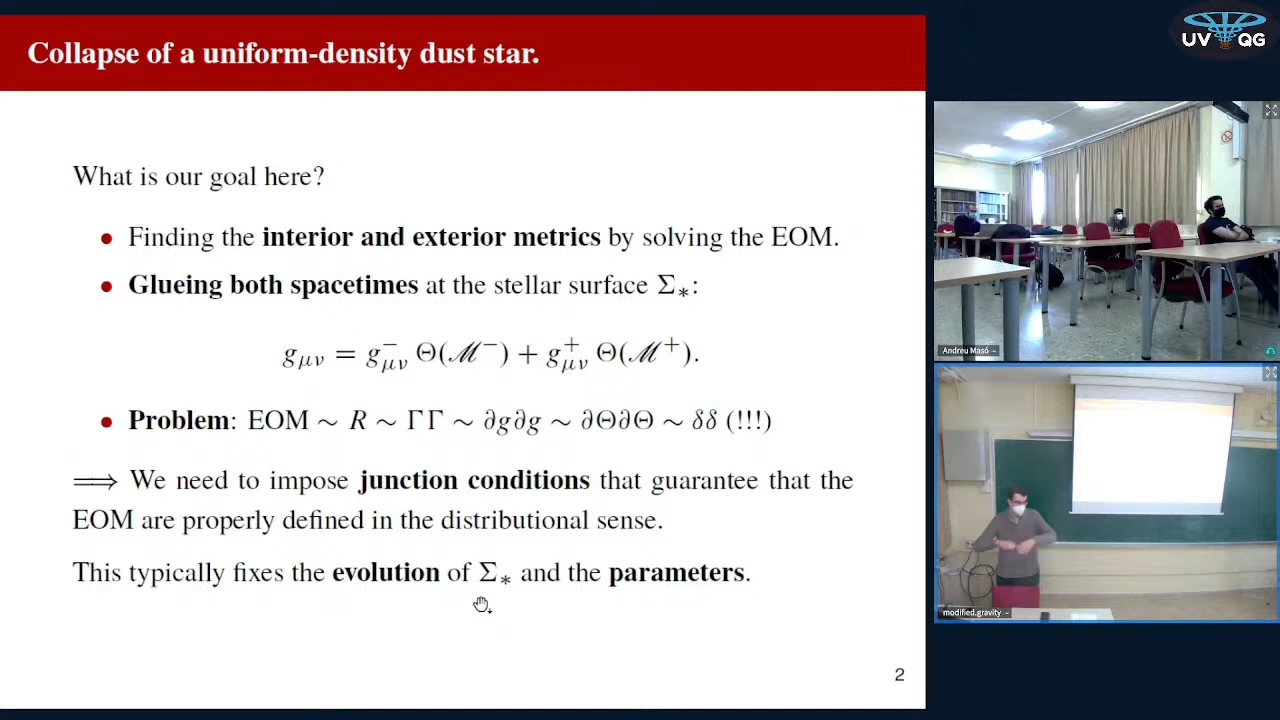 Collapse of a uniform-density dust star.
What is our goal here?
• Finding the interior and exterior metrics by solving the EOM.
• Glueing both spacetimes at the stellar surface Σ∗:
gμν = g⁻μν Θ(ℳ⁻) + g⁺μν Θ(ℳ⁺).
• Problem: EOM ∼ R ∼ ΓΓ ∼ ∂g∂g ∼ ∂Θ∂Θ ∼ δδ (!!!)
⟹ We need to impose junction conditions that guarantee that the
EOM are properly defined in the distributional sense.
This typically fixes the evolution of Σ∗ and the parameters.
2
UV QG
Andreu Masó
modified.gravity